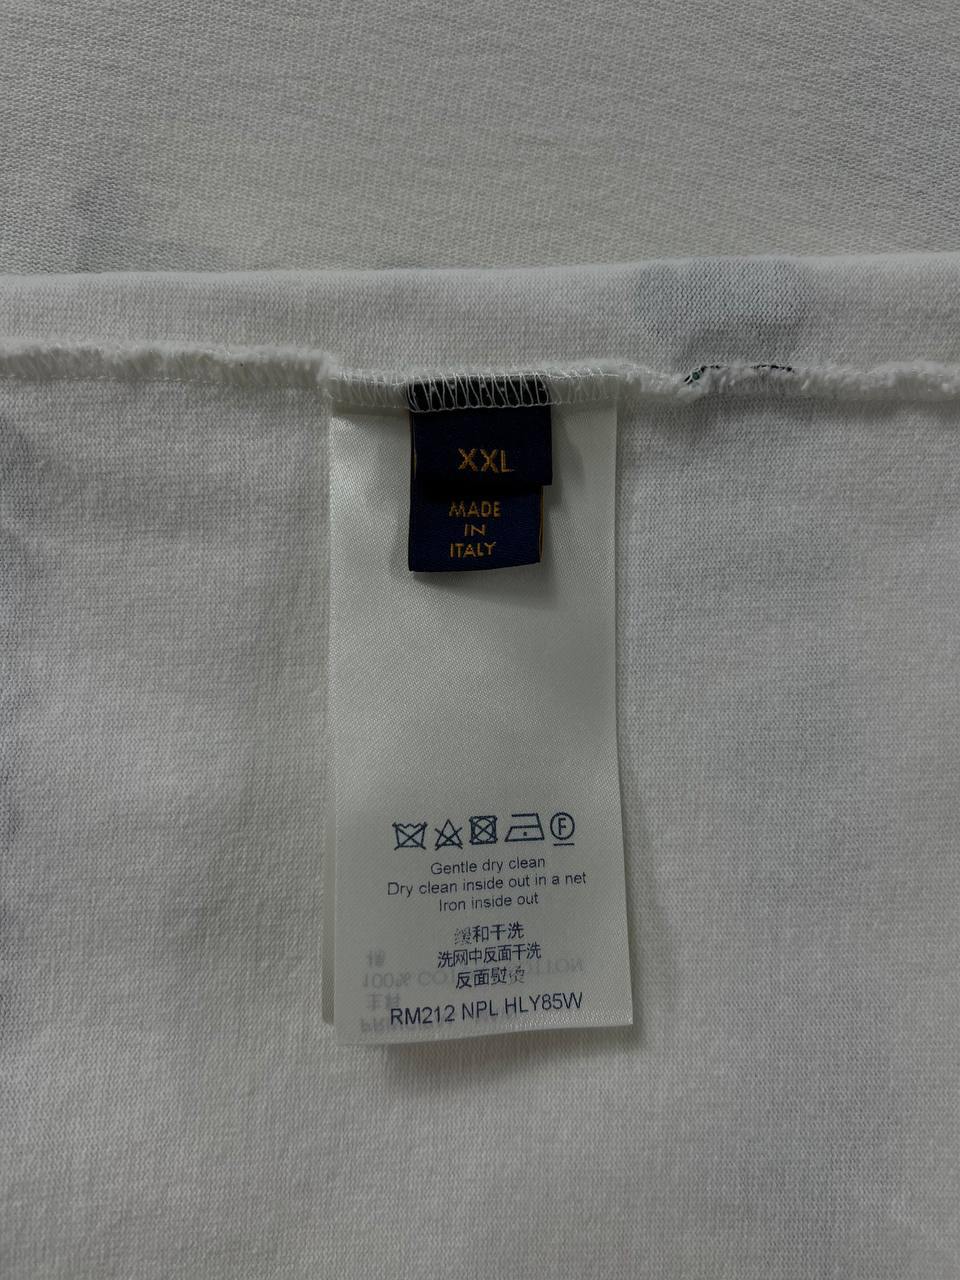 XXL
MADE
IN
ITALY
F
Gentle dry clean
Dry clean inside out in a net
Iron inside out
缓和干洗
洗网中反面干洗
反面熨烫
RM212 NPL HLY85W